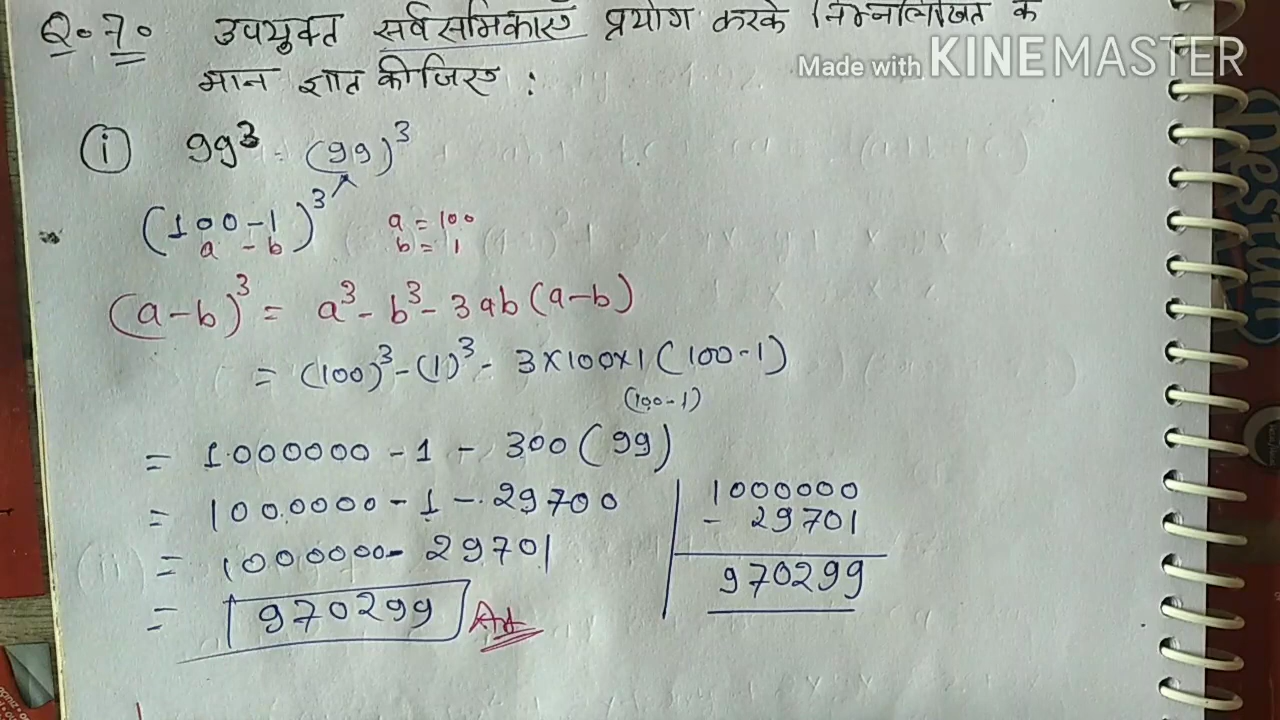 Q.7. उपयुक्त सर्वसमिकाएँ प्रयोग करके निम्नलिखित के
मान ज्ञात कीजिए :
Made with KINEMASTER
(i) 99³ = (99)³
(100-1)³
a - b
a = 100
b = 1
(a-b)³ = a³ - b³ - 3ab(a-b)
= (100)³ - (1)³ - 3×100×1(100-1)
(100-1)
= 1000000 - 1 - 300(99)
= 1000000 - 1 - 29700
= 1000000 - 29701
= 970299
1000000
- 29701
970299